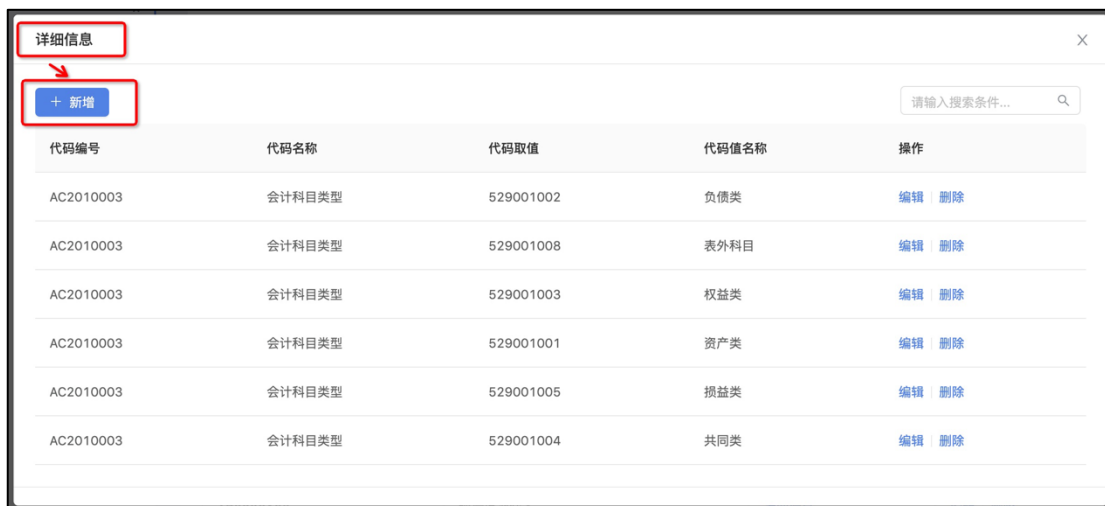 详细信息
+ 新增
请输入搜索条件...
代码编号 代码名称 代码取值 代码值名称 操作
AC2010003 会计科目类型 529001002 负债类 编辑 删除
AC2010003 会计科目类型 529001008 表外科目 编辑 删除
AC2010003 会计科目类型 529001003 权益类 编辑 删除
AC2010003 会计科目类型 529001001 资产类 编辑 删除
AC2010003 会计科目类型 529001005 损益类 编辑 删除
AC2010003 会计科目类型 529001004 共同类 编辑 删除